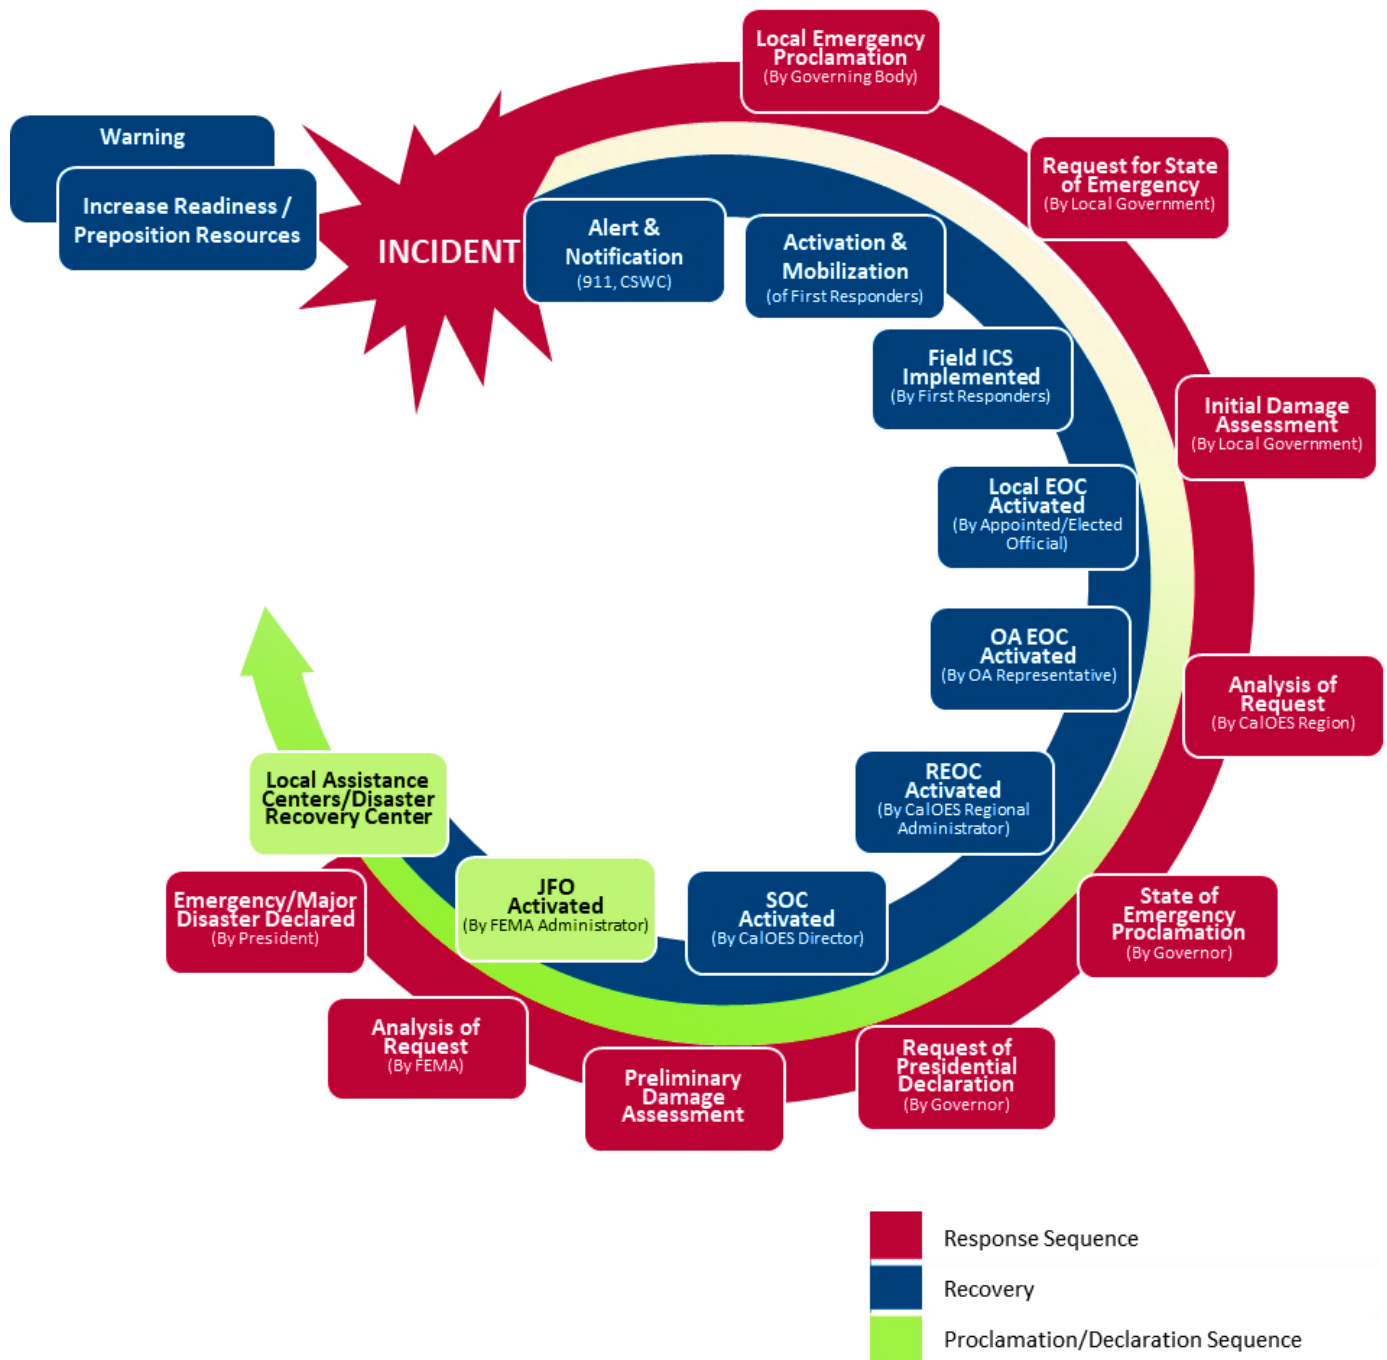 Warning
Increase Readiness /
Preposition Resources
INCIDENT
Alert &
Notification
(911, CSWC)
Activation &
Mobilization
(of First Responders)
Field ICS
Implemented
(By First Responders)
Local EOC
Activated
(By Appointed/Elected
Official)
OA EOC
Activated
(By OA Representative)
REOC
Activated
(By CalOES Regional
Administrator)
SOC
Activated
(By CalOES Director)
JFO
Activated
(By FEMA Administrator)
Local Assistance
Centers/Disaster
Recovery Center
Local Emergency
Proclamation
(By Governing Body)
Request for State
of Emergency
(By Local Government)
Initial Damage
Assessment
(By Local Government)
Analysis of
Request
(By CalOES Region)
State of
Emergency
Proclamation
(By Governor)
Request of
Presidential
Declaration
(By Governor)
Preliminary
Damage
Assessment
Analysis of
Request
(By FEMA)
Emergency/Major
Disaster Declared
(By President)
Response Sequence
Recovery
Proclamation/Declaration Sequence